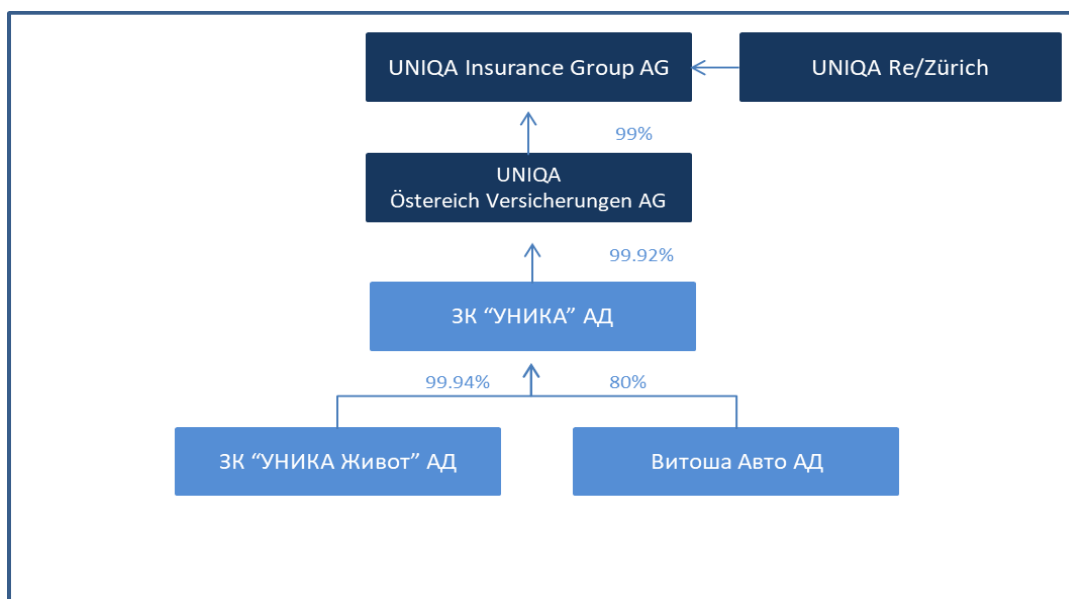 UNIQA Insurance Group AG
UNIQA Re/Zürich
99%
UNIQA
Östereich Versicherungen AG
99.92%
ЗК “УНИКА” АД
99.94%
80%
ЗК “УНИКА Живот” АД
Витоша Авто АД